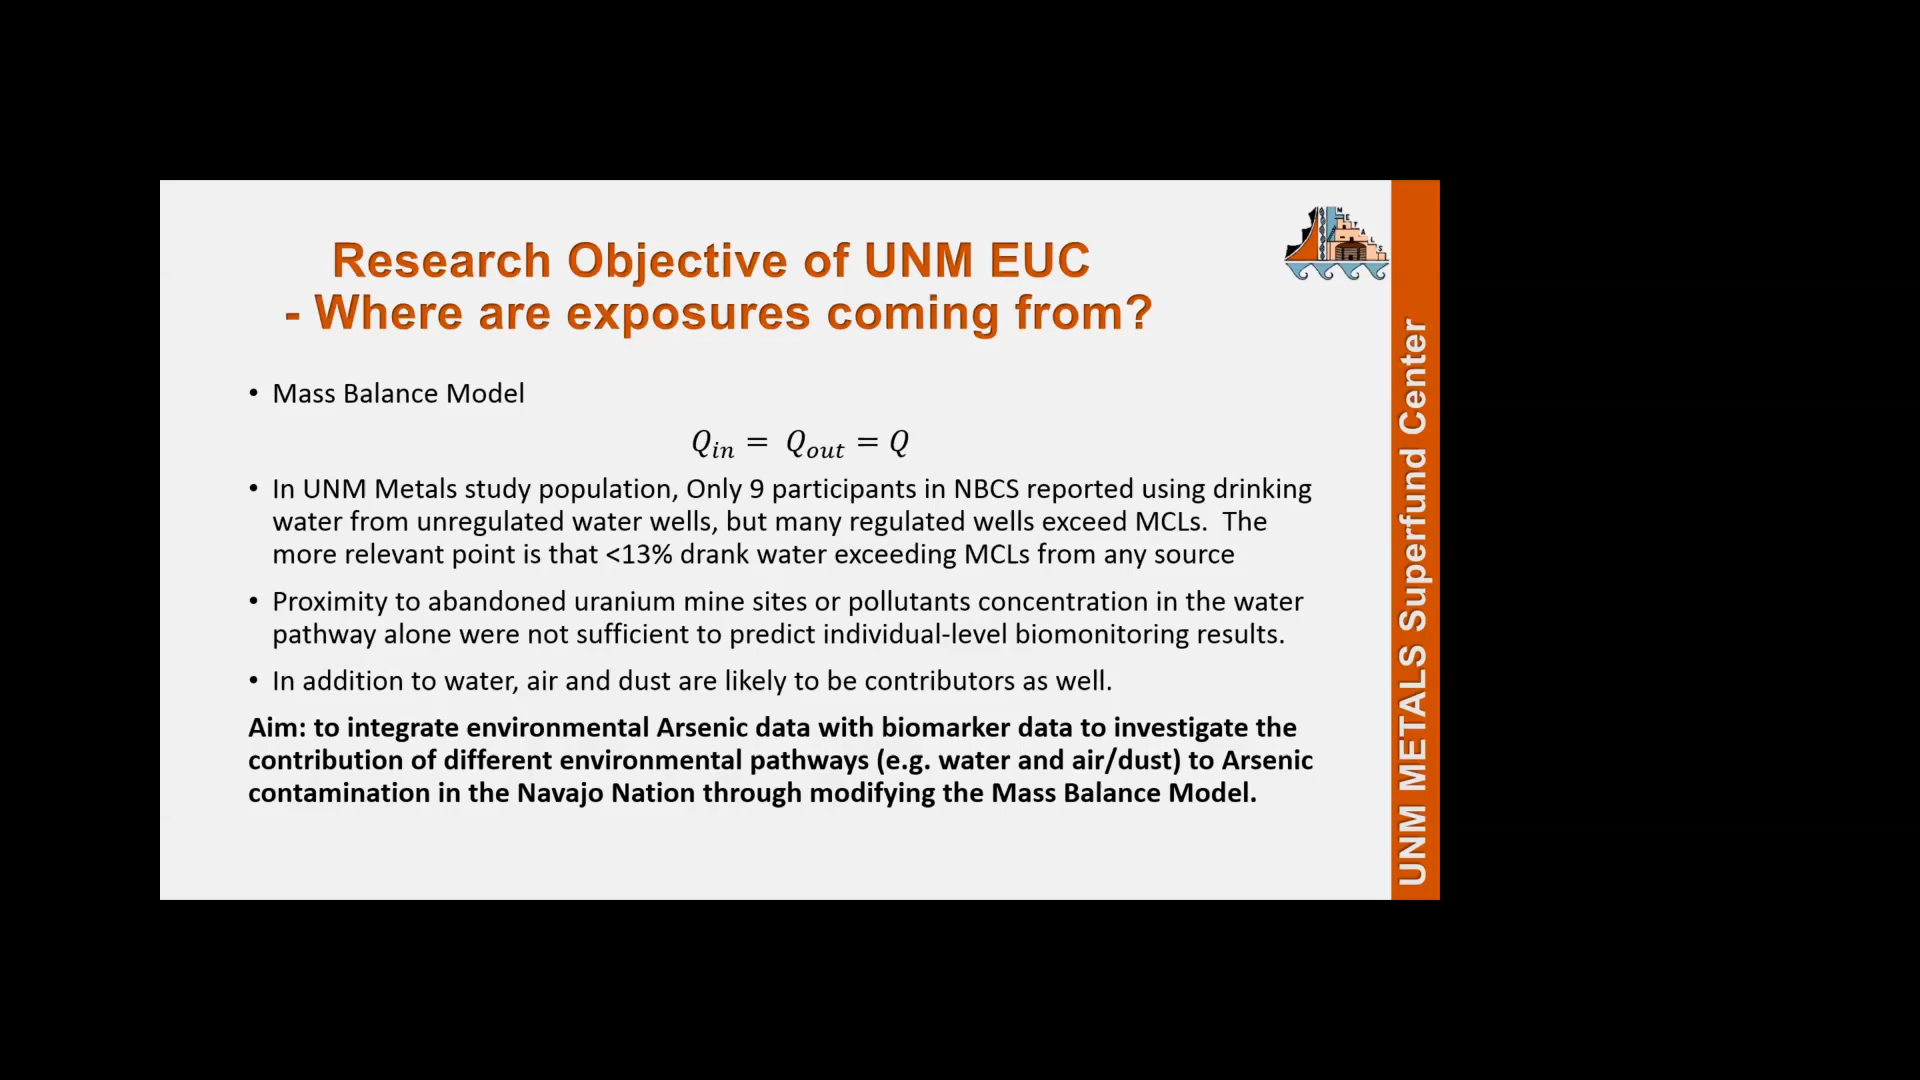 Research Objective of UNM EUC
- Where are exposures coming from?
METALS
• Mass Balance Model
Q_in = Q_out = Q
• In UNM Metals study population, Only 9 participants in NBCS reported using drinking
water from unregulated water wells, but many regulated wells exceed MCLs. The
more relevant point is that <13% drank water exceeding MCLs from any source
• Proximity to abandoned uranium mine sites or pollutants concentration in the water
pathway alone were not sufficient to predict individual-level biomonitoring results.
• In addition to water, air and dust are likely to be contributors as well.
Aim: to integrate environmental Arsenic data with biomarker data to investigate the
contribution of different environmental pathways (e.g. water and air/dust) to Arsenic
contamination in the Navajo Nation through modifying the Mass Balance Model.
UNM METALS Superfund Center